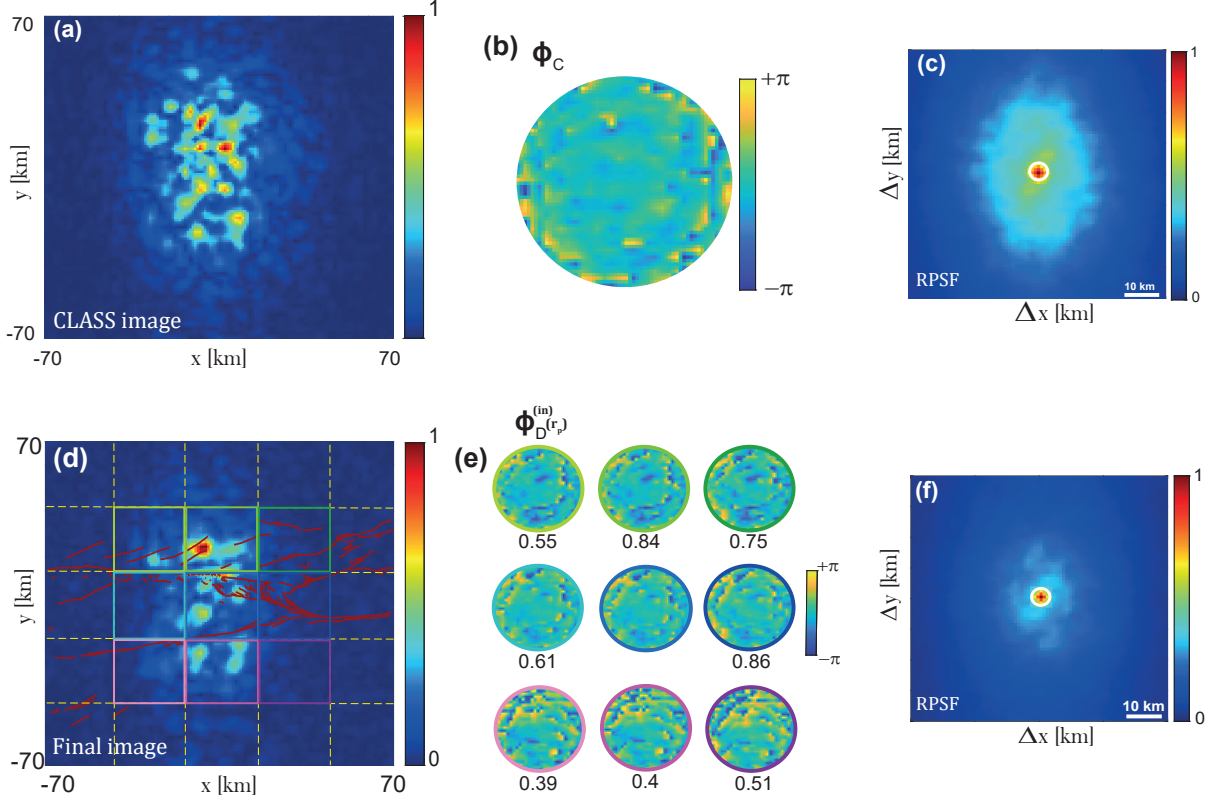 70
(a)
1
y [km]
CLASS image
0
-70
-70
x [km]
70
(b)
ϕC
+π
−π
(c)
1
Δy [km]
RPSF
10 km
0
Δx [km]
70
(d)
1
y [km]
Final image
0
-70
-70
x [km]
70
(e)
ϕD(in)(rp)
0.55
0.84
0.75
0.61
0.86
0.39
0.4
0.51
+π
−π
(f)
1
Δy [km]
RPSF
10 km
0
Δx [km]